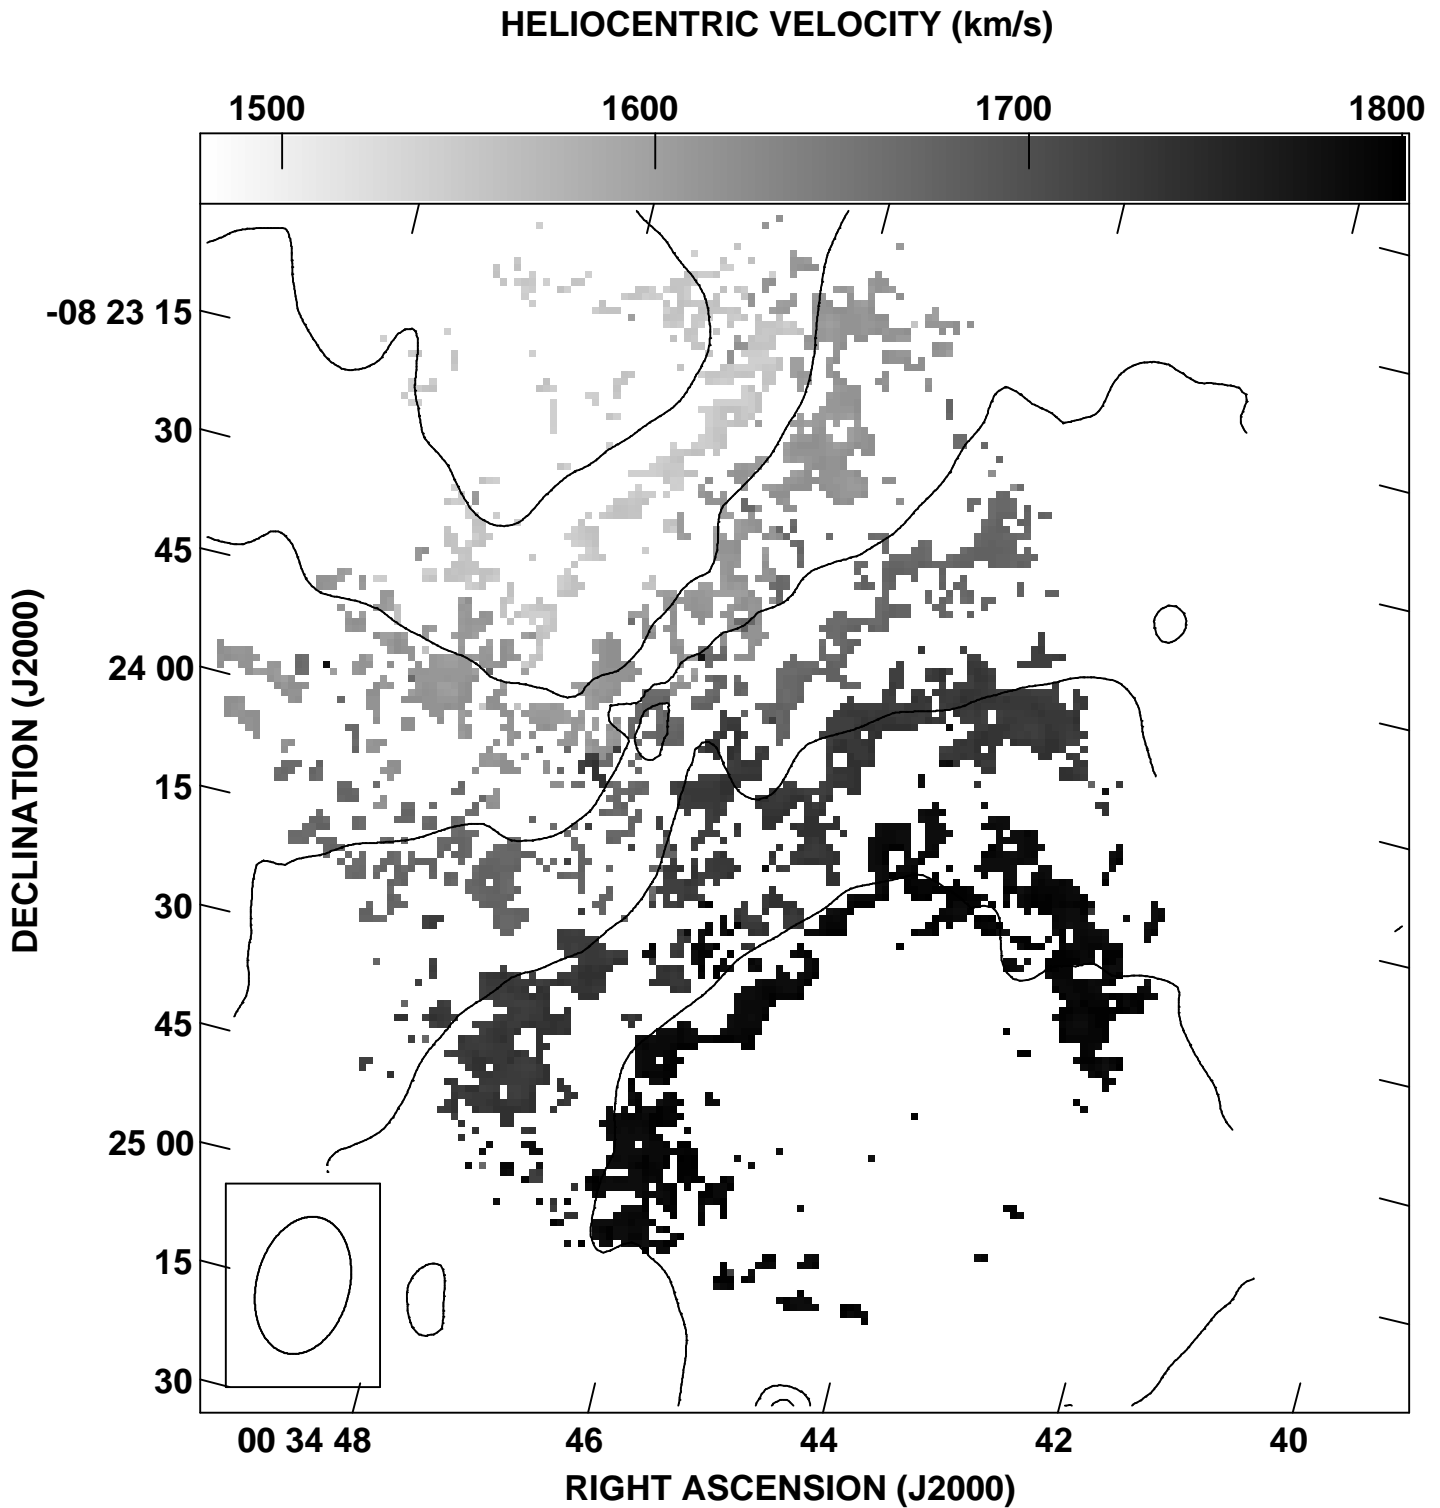 HELIOCENTRIC VELOCITY (km/s)
1500 1600 1700 1800
-08 23 15
30
45
24 00
15
30
45
25 00
15
30
DECLINATION (J2000)
00 34 48 46 44 42 40
RIGHT ASCENSION (J2000)